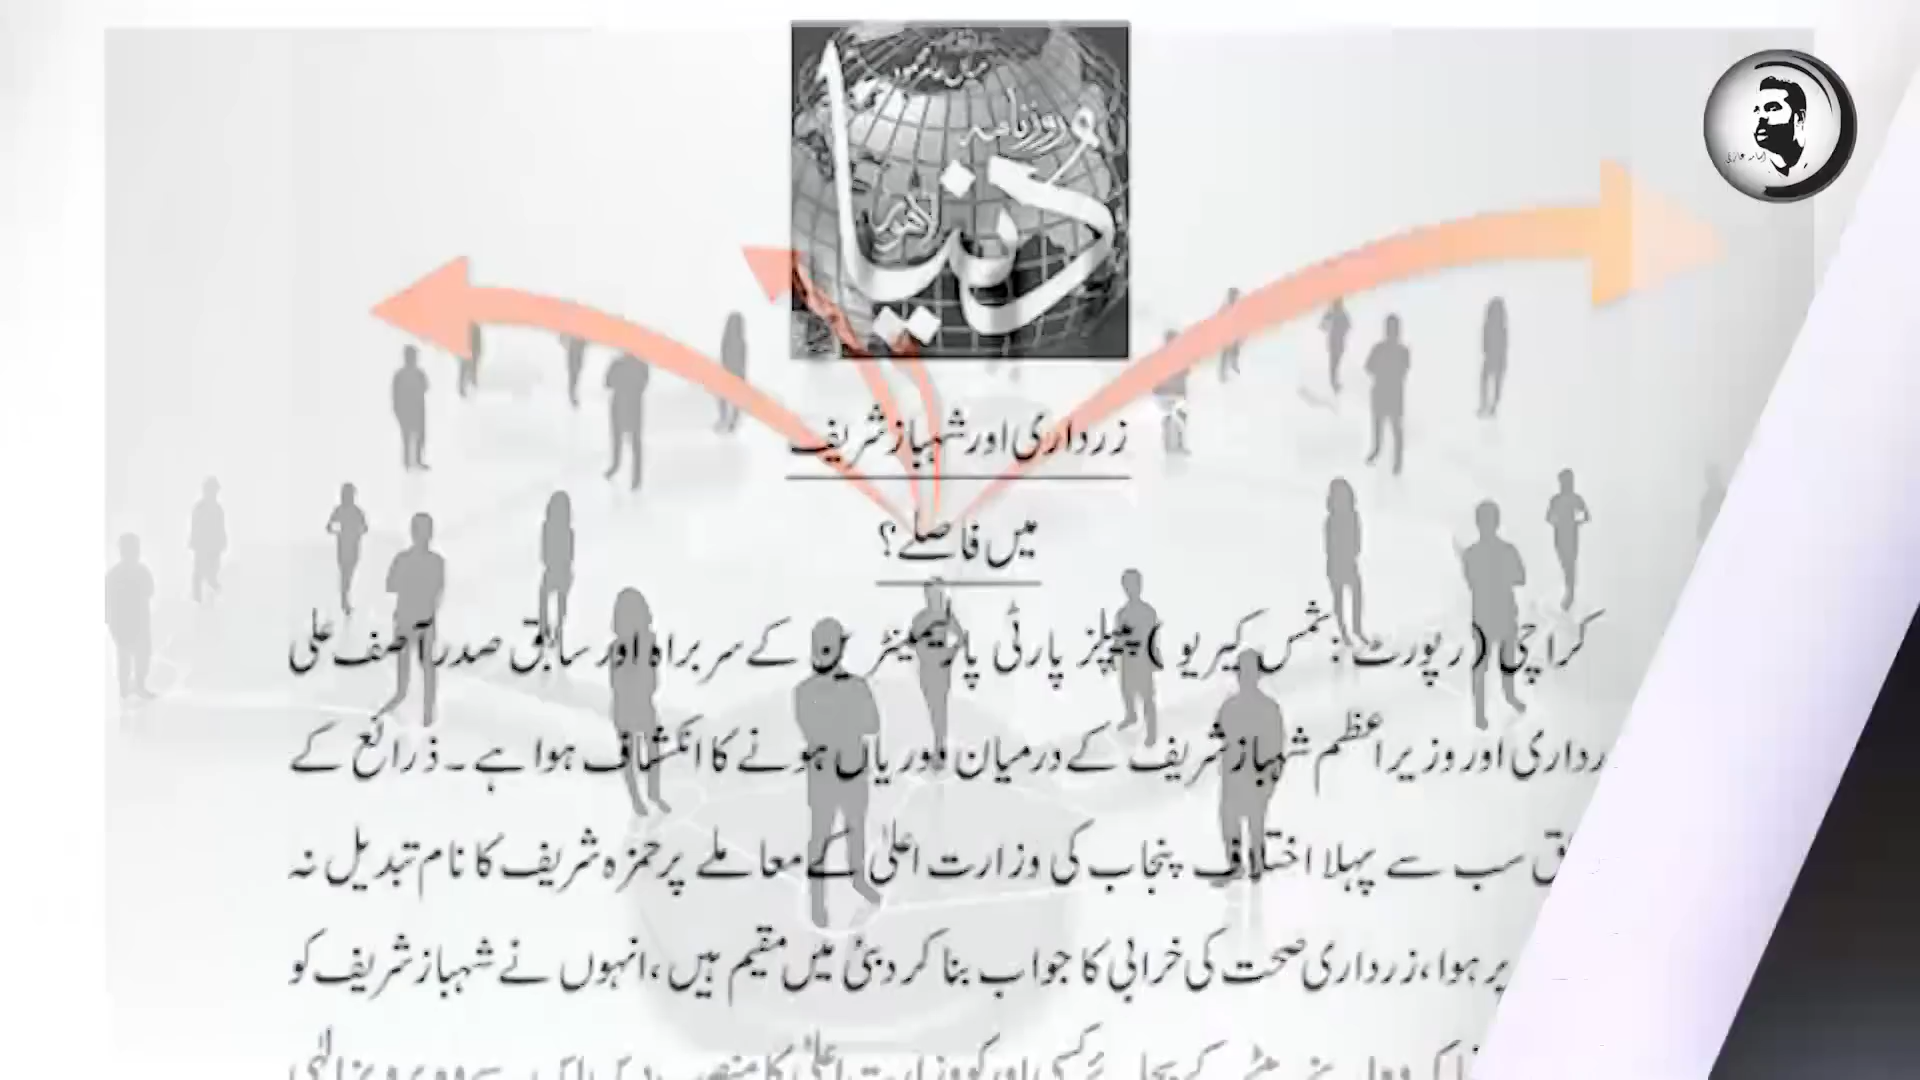 روزنامہ
دنیا
لاہور
زرداری اور شہباز شریف
میں فاصلے؟
کراچی (رپورٹ: شمس کیریو) پیپلز پارٹی پارلیمینٹرین کے سربراہ اور سابق صدر آصف علی
زرداری اور وزیراعظم شہباز شریف کے درمیان دوریاں ہونے کا انکشاف ہوا ہے۔ ذرائع کے
سب سے پہلا اختلاف پنجاب کی وزارت اعلیٰ کے معاملے پر حمزہ شریف کا نام تبدیل نہ
پر ہوا، زرداری صحت کی خرابی کا جواب بنا کر دبئی میں مقیم ہیں، انہوں نے شہباز شریف کو